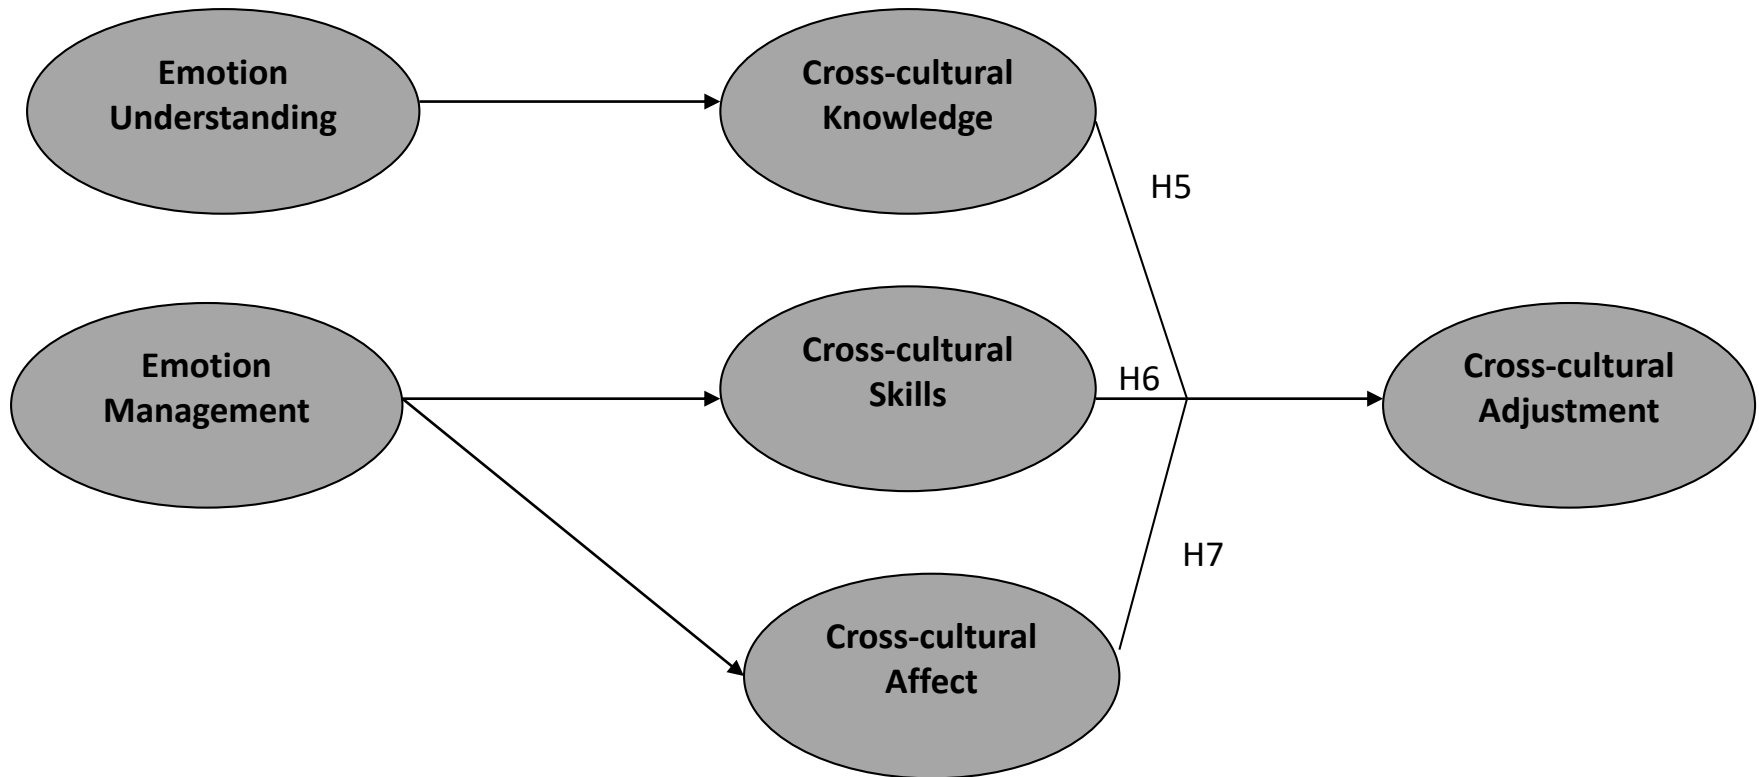 Emotion
Understanding
Cross-cultural
Knowledge
H5
Emotion
Management
Cross-cultural
Skills
H6
Cross-cultural
Adjustment
H7
Cross-cultural
Affect